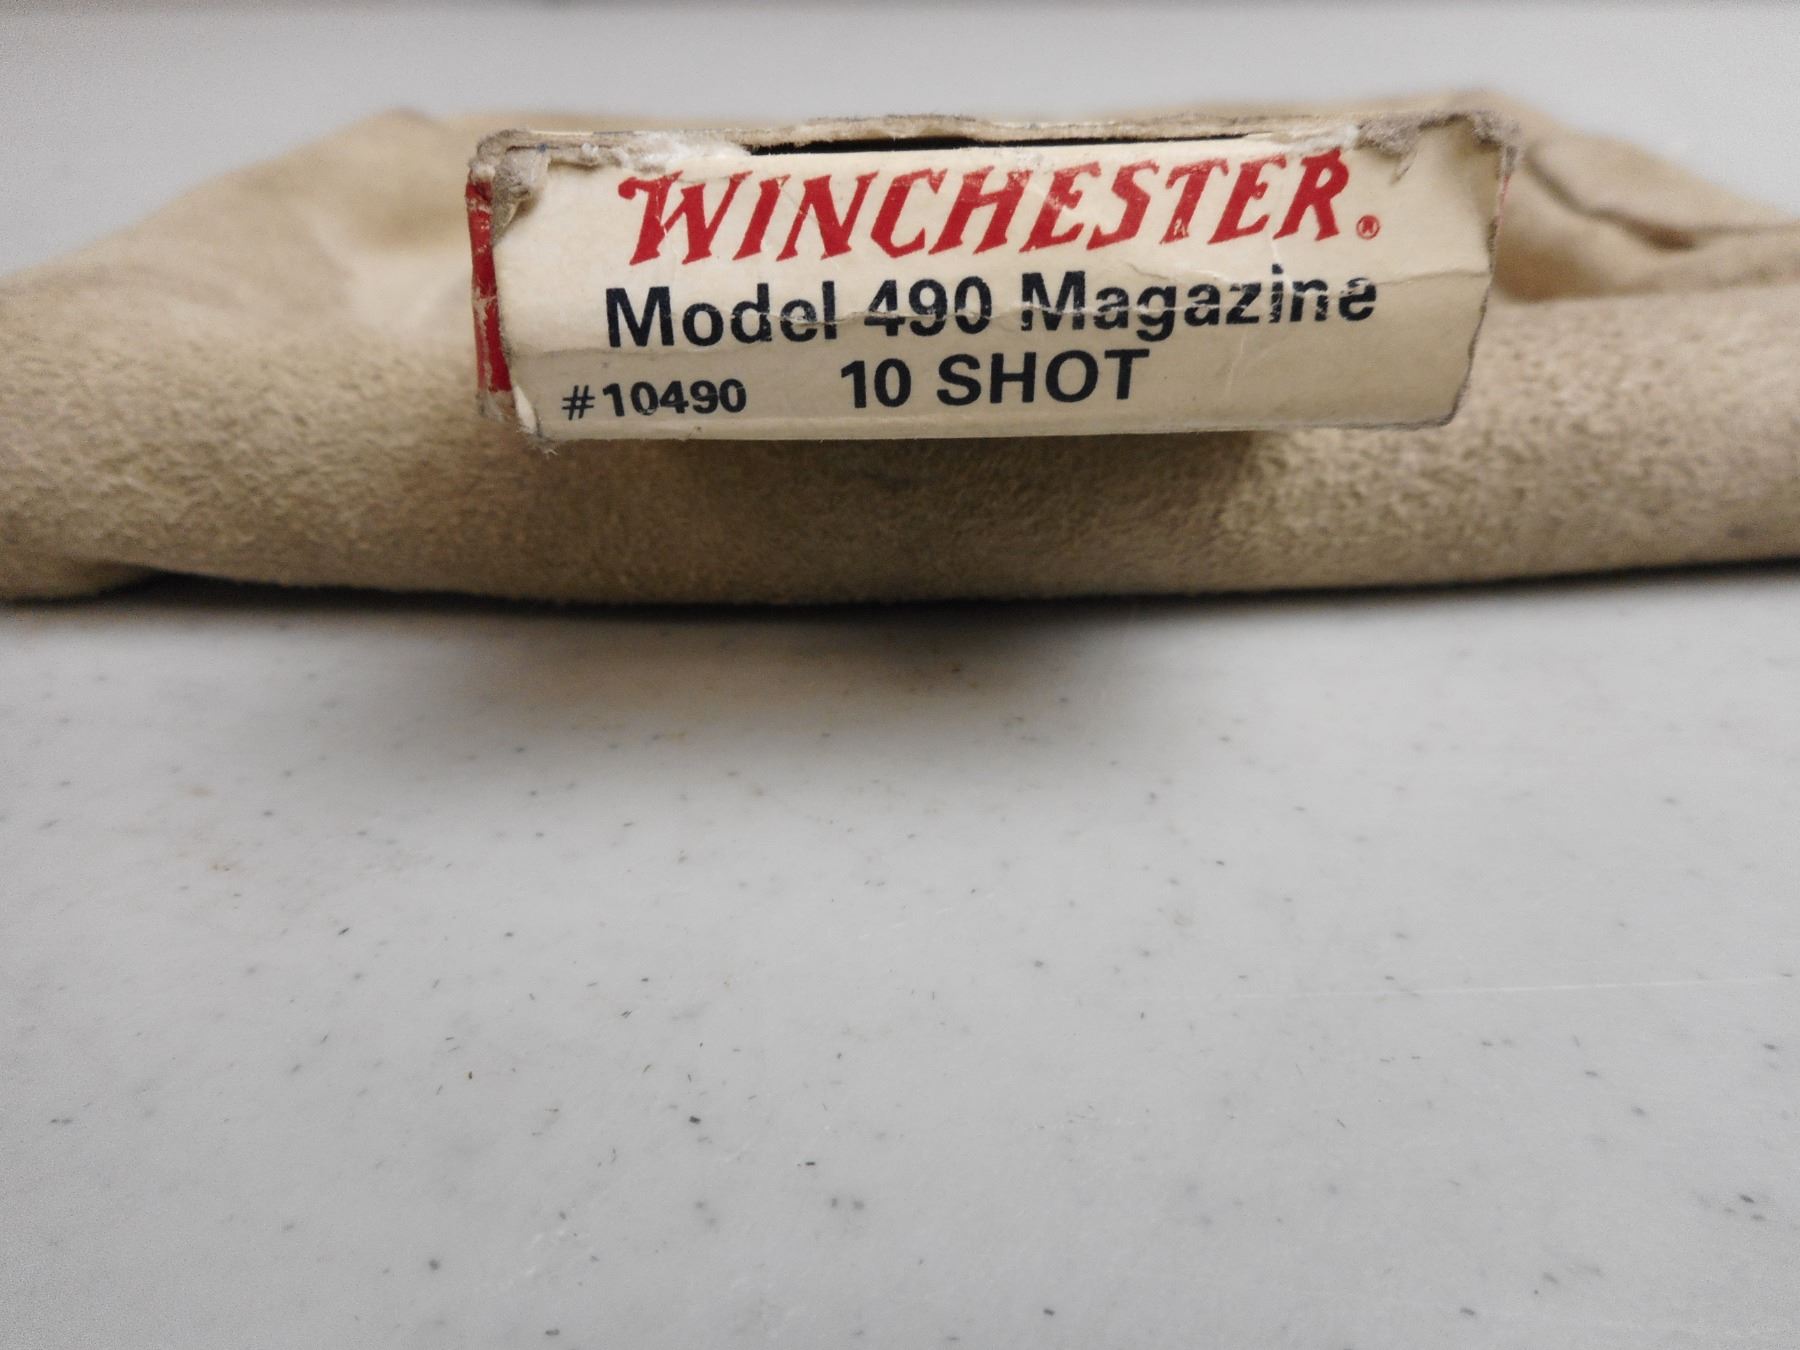 WINCHESTER.®
Model 490 Magazine
#10490 10 SHOT